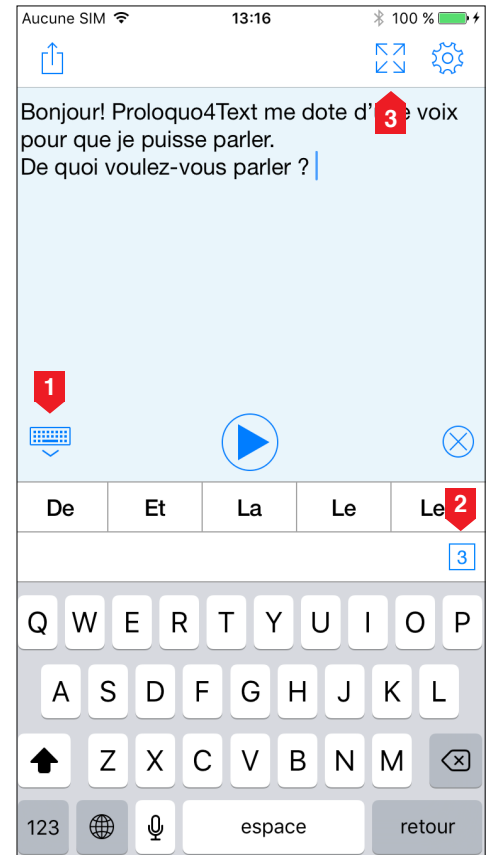 Aucune SIM 13:16 100 %
3
Bonjour! Proloquo4Text me dote d' voix
pour que je puisse parler.
De quoi voulez-vous parler ?
1
De Et La Le
2
3
Q W E R T Y U I O P
A S D F G H J K L
Z X C V B N M
123 espace retour